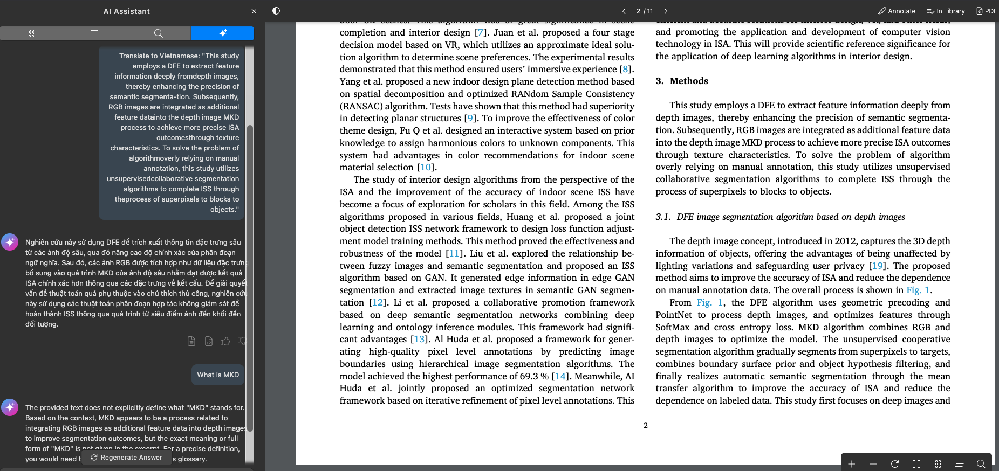 AI Assistant
Translate to Vietnamese: "This study
employs a DFE to extract feature
information deeply fromdepth images,
thereby enhancing the precision of
semantic segmenta-tion. Subsequently,
RGB images are integrated as additional
feature datainto the depth image MKD
process to achieve more precise ISA
outcomesthrough texture
characteristics. To solve the problem of
algorithmoverly relying on manual
annotation, this study utilizes
unsupervisedcollaborative segmentation
algorithms to complete ISS through
theprocess of superpixels to blocks to
objects."
Nghiên cứu này sử dụng DFE để trích xuất thông tin đặc trưng sâu
từ các ảnh độ sâu, qua đó nâng cao độ chính xác của phân đoạn
ngữ nghĩa. Sau đó, các ảnh RGB được tích hợp như dữ liệu đặc trưng
bổ sung vào quá trình MKD của ảnh độ sâu nhằm đạt được kết quả
ISA chính xác hơn thông qua các đặc trưng về kết cấu. Để giải quyết
vấn đề thuật toán quá phụ thuộc vào chú thích thủ công, nghiên cứu
này sử dụng các thuật toán phân đoạn hợp tác không giám sát để
hoàn thành ISS thông qua quá trình từ siêu điểm ảnh đến khối đến
đối tượng.
What is MKD
The provided text does not explicitly define what "MKD" stands for.
Based on the context, MKD appears to be a process related to
integrating RGB images as additional feature data into depth images
to improve segmentation outcomes, but the exact meaning or full
form of "MKD" is not given in the excerpt. For a precise definition,
you would need t
s glossary.
Regenerate Answer
2 / 11
Annotate
In Library
PDF
completion and interior design [7]. Juan et al. proposed a four stage
decision model based on VR, which utilizes an approximate ideal solu-
tion algorithm to determine scene preferences. The experimental results
demonstrated that this method ensured users' immersive experience [8].
Yang et al. proposed a new indoor design plane detection method based
on spatial decomposition and optimized RANdom Sample Consistency
(RANSAC) algorithm. Tests have shown that this method had superiority
in detecting planar structures [9]. To improve the effectiveness of color
theme design, Fu Q et al. designed an interactive system based on prior
knowledge to assign harmonious colors to unknown components. This
system had advantages in color recommendations for indoor scene
material selection [10].
The study of interior design algorithms from the perspective of the
ISA and the improvement of the accuracy of indoor scene ISS have
become a focus of exploration for scholars in this field. Among the ISS
algorithms proposed in various fields, Huang et al. proposed a joint
object detection ISS network framework to design loss function adjust-
ment model training methods. This method proved the effectiveness and
robustness of the model [11]. Liu et al. explored the relationship be-
tween fuzzy images and semantic segmentation and proposed an ISS
algorithm based on GAN. It generated edge information in edge GAN
segmentation and extracted image textures in semantic GAN segmen-
tation [12]. Li et al. proposed a collaborative promotion framework
based on deep semantic segmentation networks combining deep
learning and ontology inference modules. This framework had signifi-
cant advantages [13]. Al Huda et al. proposed a framework for gener-
ating high-quality pixel level annotations by predicting image
boundaries using hierarchical image segmentation algorithms. The
model achieved the highest performance of 69.3 % [14]. Meanwhile, AI
Huda et al. jointly proposed an optimized segmentation network
framework based on iterative refinement of pixel level annotations. This
and promoting the application and development of computer vision
technology in ISA. This will provide scientific reference significance for
the application of deep learning algorithms in interior design.
3. Methods
This study employs a DFE to extract feature information deeply from
depth images, thereby enhancing the precision of semantic segmenta-
tion. Subsequently, RGB images are integrated as additional feature data
into the depth image MKD process to achieve more precise ISA outcomes
through texture characteristics. To solve the problem of algorithm
overly relying on manual annotation, this study utilizes unsupervised
collaborative segmentation algorithms to complete ISS through the
process of superpixels to blocks to objects.
3.1. DFE image segmentation algorithm based on depth images
The depth image concept, introduced in 2012, captures the 3D depth
information of objects, offering the advantages of being unaffected by
lighting variations and safeguarding user privacy [19]. The proposed
method aims to improve the accuracy of ISA and reduce the dependence
on manual annotation data. The overall process is shown in Fig. 1.
From Fig. 1, the DFE algorithm uses geometric precoding and
PointNet to process depth images, and optimizes features through
SoftMax and cross entropy loss. MKD algorithm combines RGB and
depth images to optimize the model. The unsupervised cooperative
segmentation algorithm gradually segments from superpixels to targets,
combines boundary surface prior and object hypothesis filtering, and
finally realizes automatic semantic segmentation through the mean
transfer algorithm to improve the accuracy of ISA and reduce the
dependence on labeled data. This study first focuses on deep images and
2